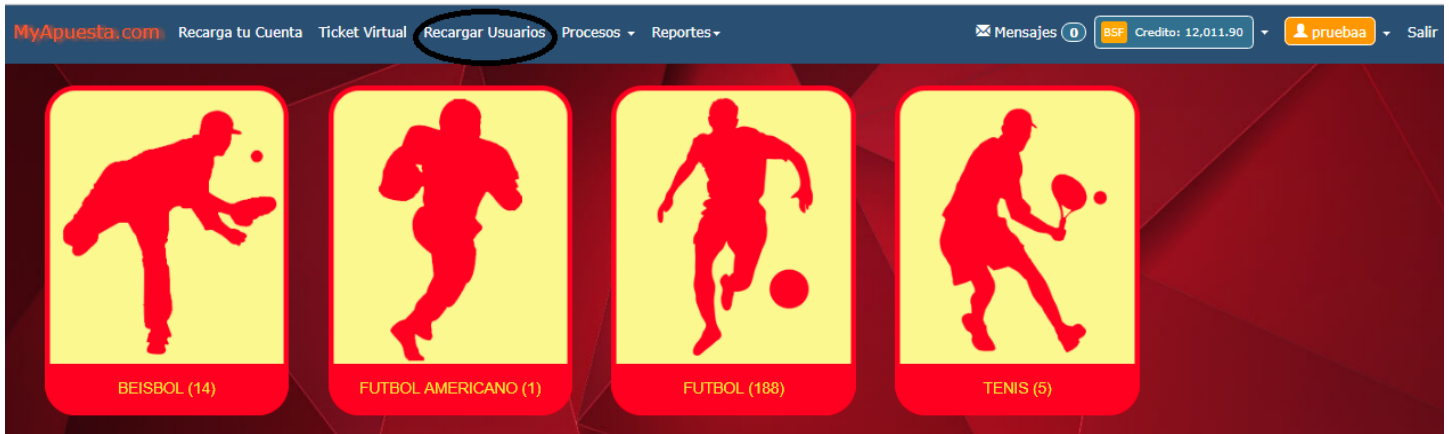 MyApuesta.com Recarga tu Cuenta Ticket Virtual Recargar Usuarios Procesos Reportes Mensajes 0 BSF Credito: 12,011.90 pruebaa Salir
BEISBOL (14) FUTBOL AMERICANO (1) FUTBOL (188) TENIS (5)